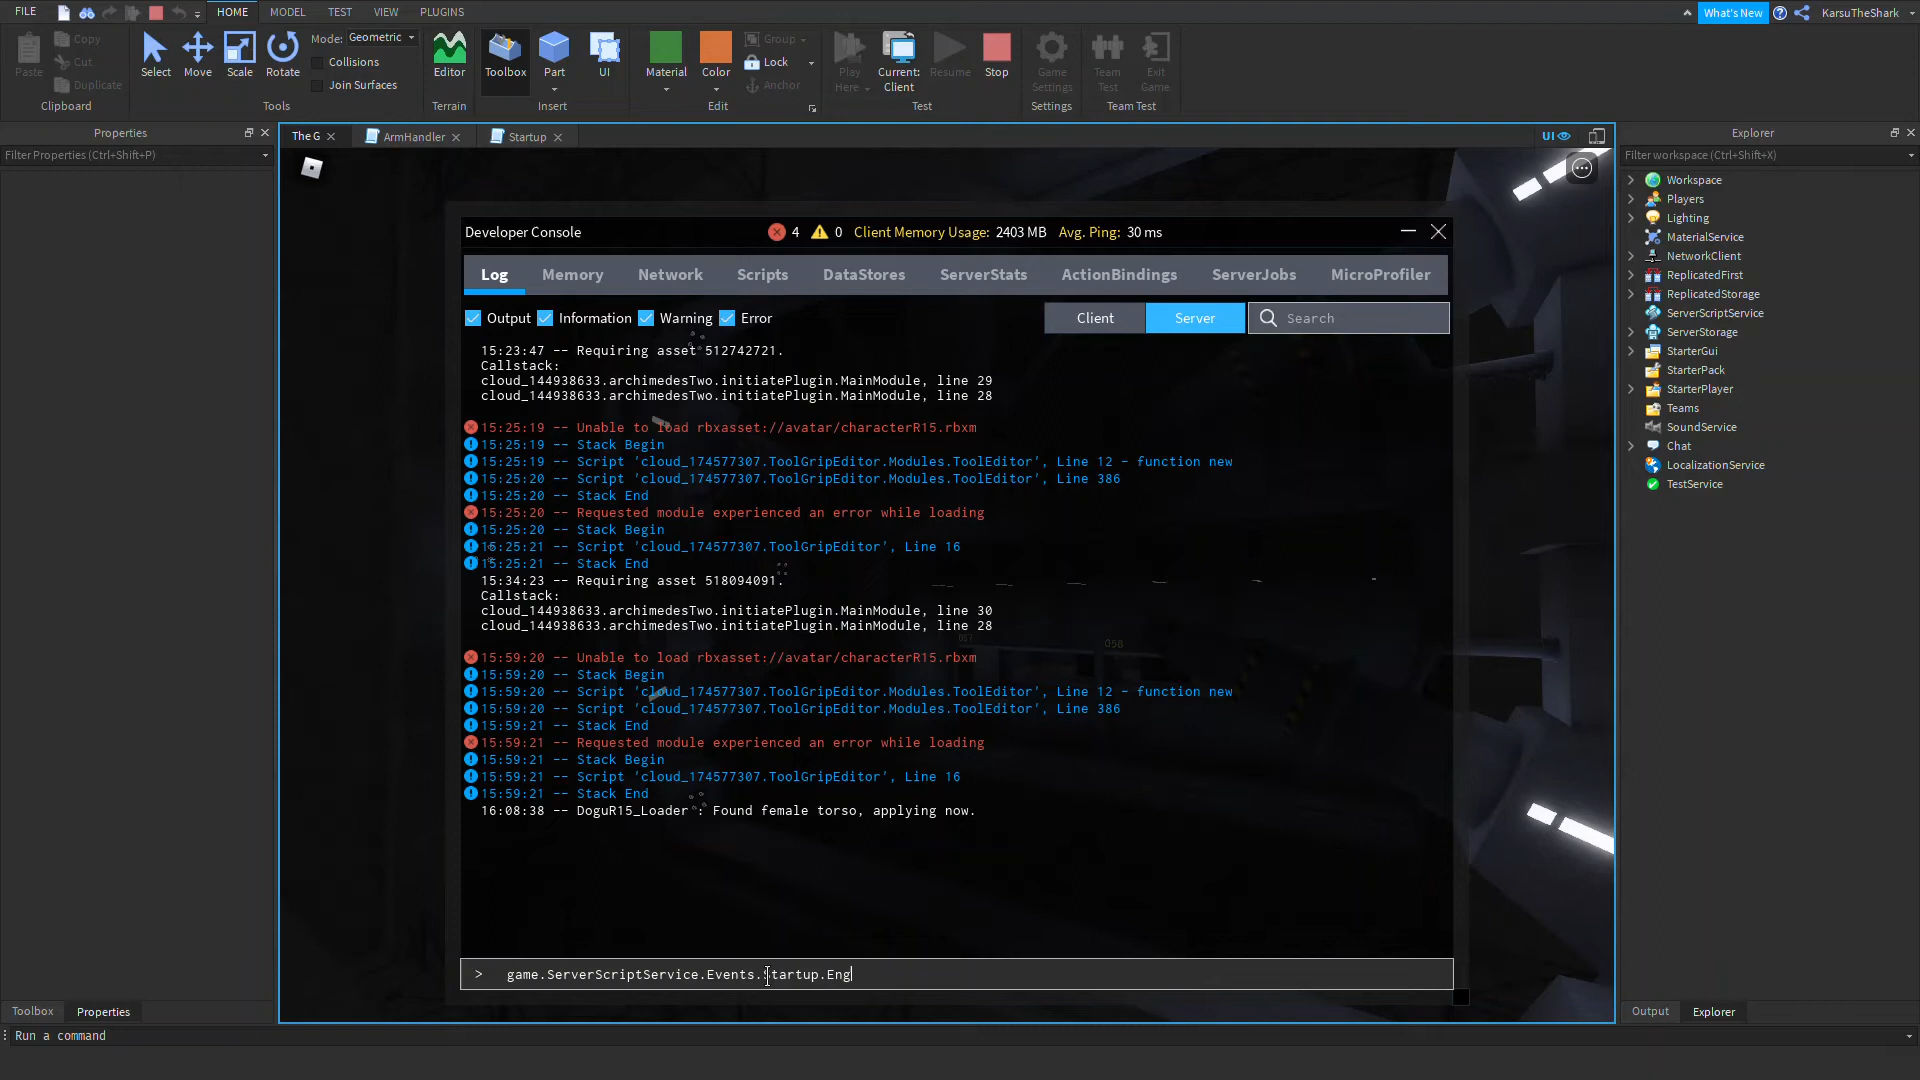 FILE
HOME
MODEL
TEST
VIEW
PLUGINS
What's New
KarsuTheShark
Paste
Copy
Cut
Duplicate
Clipboard
Select
Move
Scale
Rotate
Mode: Geometric
Collisions
Join Surfaces
Tools
Editor
Terrain
Toolbox
Part
UI
Insert
Material
Color
Group
Lock
Anchor
Edit
Play
Here
Current:
Client
Resume
Stop
Test
Game
Settings
Settings
Team
Test
Exit
Game
Team Test
Properties
Filter Properties (Ctrl+Shift+P)
The G
ArmHandler
Startup
UI
Explorer
Filter workspace (Ctrl+Shift+X)
Workspace
Players
Lighting
MaterialService
NetworkClient
ReplicatedFirst
ReplicatedStorage
ServerScriptService
ServerStorage
StarterGui
StarterPack
StarterPlayer
Teams
SoundService
Chat
LocalizationService
TestService
Developer Console
4
0
Client Memory Usage: 2403 MB
Avg. Ping: 30 ms
Log
Memory
Network
Scripts
DataStores
ServerStats
ActionBindings
ServerJobs
MicroProfiler
Output
Information
Warning
Error
Client
Server
Search
15:23:47 -- Requiring asset 512742721.
Callstack:
cloud_144938633.archimedesTwo.initiatePlugin.MainModule, line 29
cloud_144938633.archimedesTwo.initiatePlugin.MainModule, line 28
15:25:19 -- Unable to load rbxasset://avatar/characterR15.rbxm
15:25:19 -- Stack Begin
15:25:19 -- Script 'cloud_174577307.ToolGripEditor.Modules.ToolEditor', Line 12 - function new
15:25:20 -- Script 'cloud_174577307.ToolGripEditor.Modules.ToolEditor', Line 386
15:25:20 -- Stack End
15:25:20 -- Requested module experienced an error while loading
15:25:20 -- Stack Begin
15:25:21 -- Script 'cloud_174577307.ToolGripEditor', Line 16
15:25:21 -- Stack End
15:34:23 -- Requiring asset 518094091.
Callstack:
cloud_144938633.archimedesTwo.initiatePlugin.MainModule, line 30
cloud_144938633.archimedesTwo.initiatePlugin.MainModule, line 28
057
058
15:59:20 -- Unable to load rbxasset://avatar/characterR15.rbxm
15:59:20 -- Stack Begin
15:59:20 -- Script 'cloud_174577307.ToolGripEditor.Modules.ToolEditor', Line 12 - function new
15:59:20 -- Script 'cloud_174577307.ToolGripEditor.Modules.ToolEditor', Line 386
15:59:21 -- Stack End
15:59:21 -- Requested module experienced an error while loading
15:59:21 -- Stack Begin
15:59:21 -- Script 'cloud_174577307.ToolGripEditor', Line 16
15:59:21 -- Stack End
16:08:38 -- DoguR15_Loader : Found female torso, applying now.
> game.ServerScriptService.Events.Startup.Eng
Toolbox
Properties
Output
Explorer
Run a command